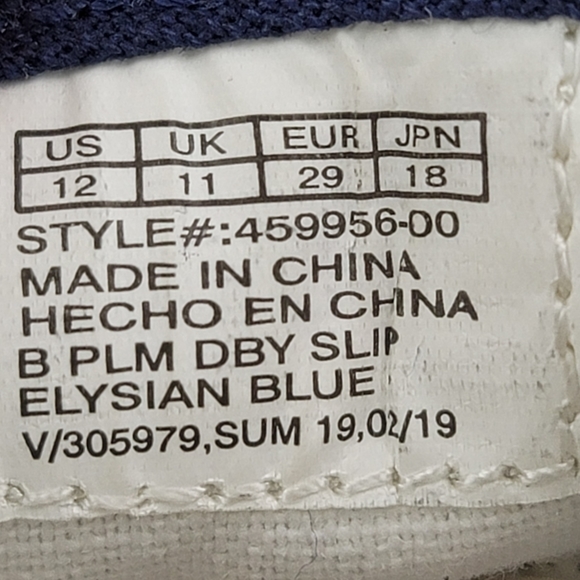 US UK EUR JPN
12 11 29 18
STYLE#:459956-00
MADE IN CHINA
HECHO EN CHINA
B PLM DBY SLIP
ELYSIAN BLUE
V/305979,SUM 19,02/19